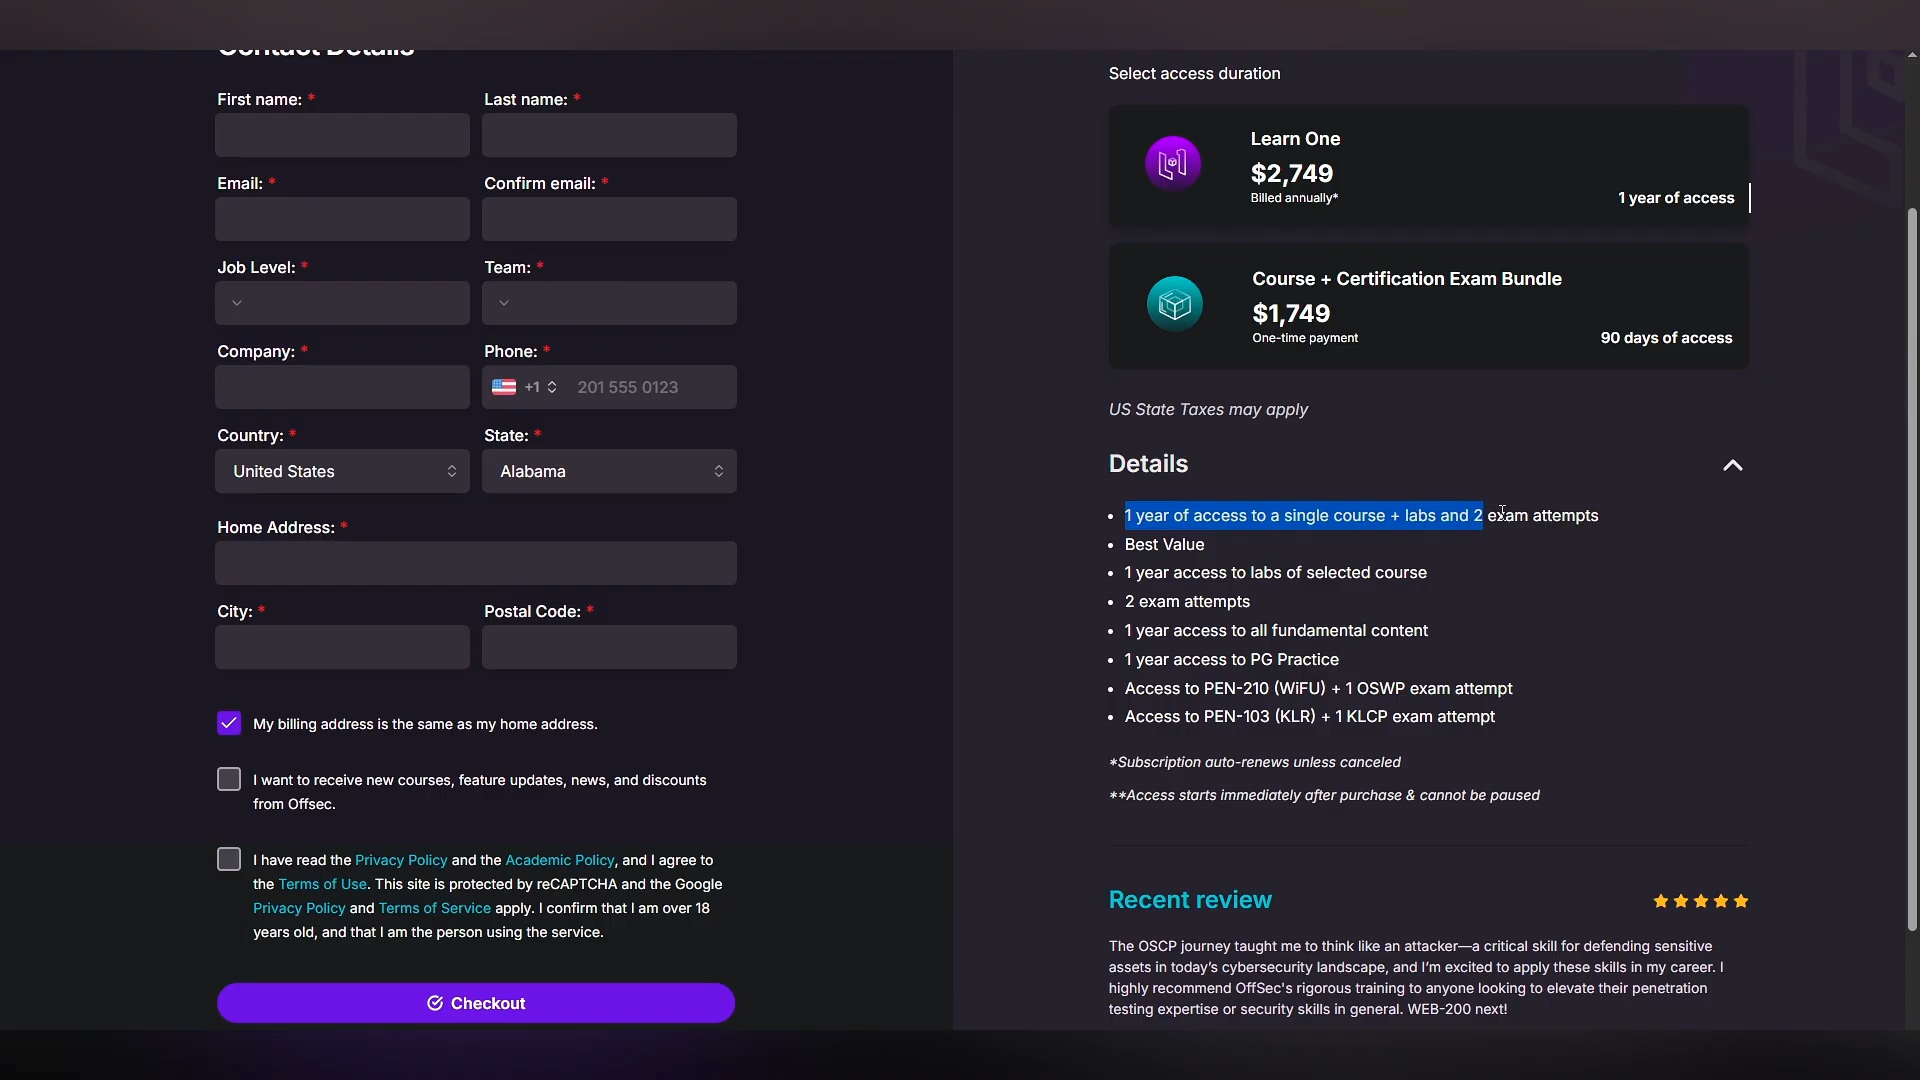 Contact Details
First name: *
Last name: *
Email: *
Confirm email: *
Job Level: *
Team: *
Company: *
Phone: *
+1 201 555 0123
Country: *
State: *
United States
Alabama
Home Address: *
City: *
Postal Code: *
My billing address is the same as my home address.
I want to receive new courses, feature updates, news, and discounts
from Offsec.
I have read the Privacy Policy and the Academic Policy, and I agree to
the Terms of Use. This site is protected by reCAPTCHA and the Google
Privacy Policy and Terms of Service apply. I confirm that I am over 18
years old, and that I am the person using the service.
Checkout
Select access duration
Learn One
$2,749
Billed annually*
1 year of access
Course + Certification Exam Bundle
$1,749
One-time payment
90 days of access
US State Taxes may apply
Details
• 1 year of access to a single course + labs and 2 exam attempts
• Best Value
• 1 year access to labs of selected course
• 2 exam attempts
• 1 year access to all fundamental content
• 1 year access to PG Practice
• Access to PEN-210 (WiFU) + 1 OSWP exam attempt
• Access to PEN-103 (KLR) + 1 KLCP exam attempt
*Subscription auto-renews unless canceled
**Access starts immediately after purchase & cannot be paused
Recent review
The OSCP journey taught me to think like an attacker—a critical skill for defending sensitive
assets in today's cybersecurity landscape, and I'm excited to apply these skills in my career. I
highly recommend OffSec's rigorous training to anyone looking to elevate their penetration
testing expertise or security skills in general. WEB-200 next!